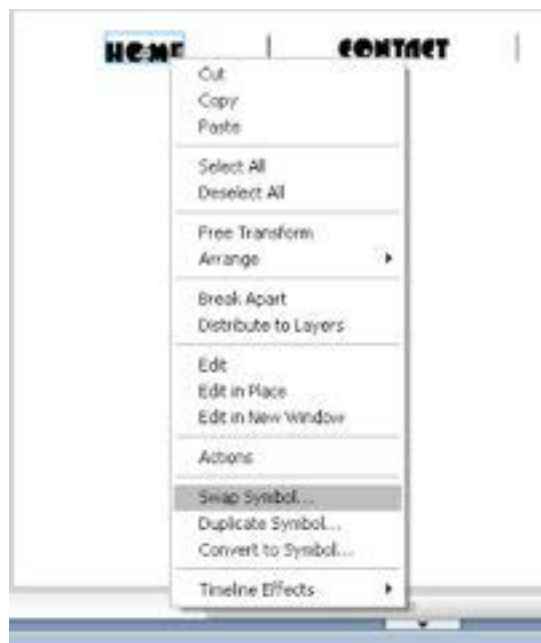 HOME | CONTACT |
Cut
Copy
Paste
Select All
Deselect All
Free Transform
Arrange
Break Apart
Distribute to Layers
Edit
Edit in Place
Edit in New Window
Actions
Swap Symbol...
Duplicate Symbol...
Convert to Symbol...
Timeline Effects